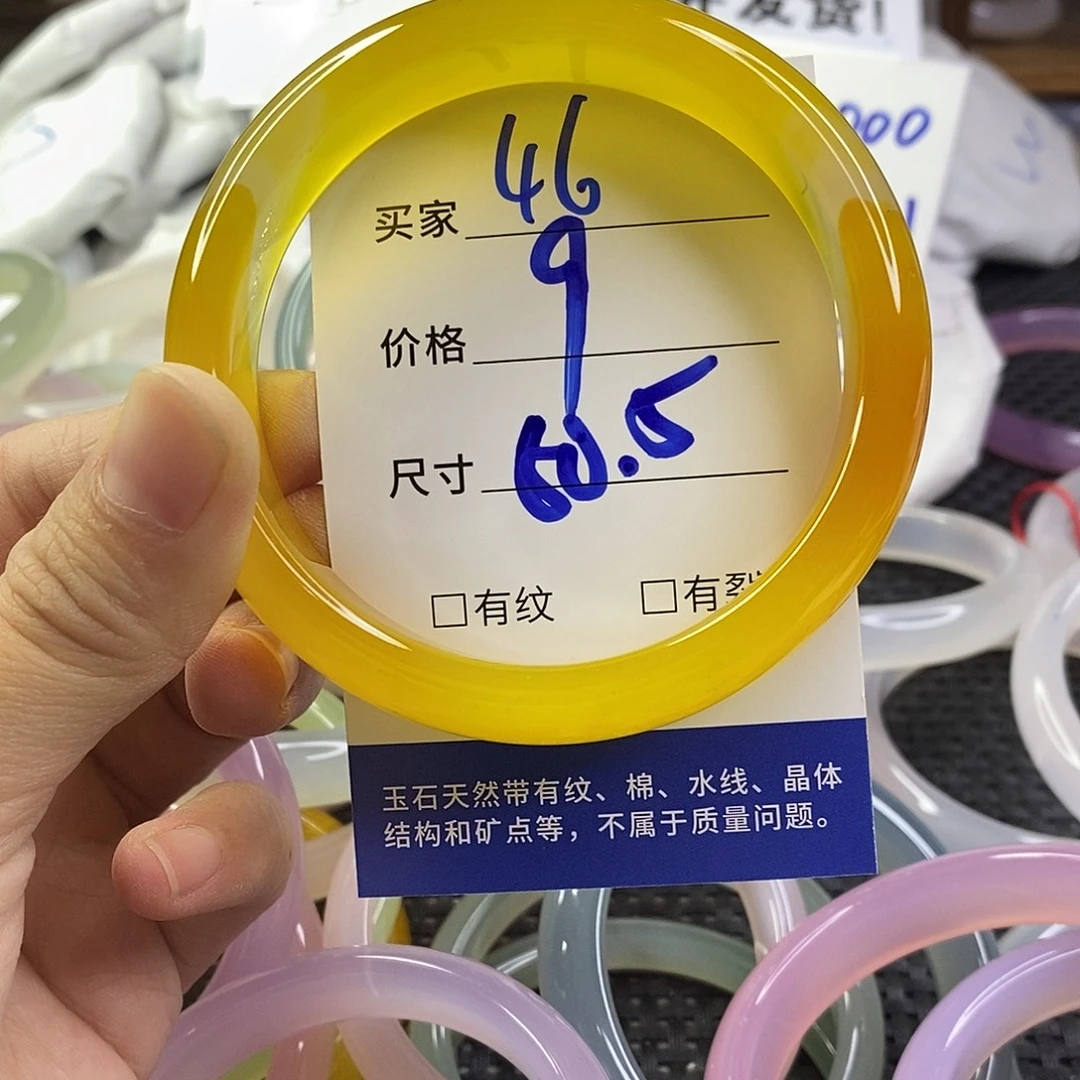 000
46
买家
9
价格
尺寸 60.5
□有纹 □有裂
玉石天然带有纹、棉、水线、晶体
结构和矿点等，不属于质量问题。